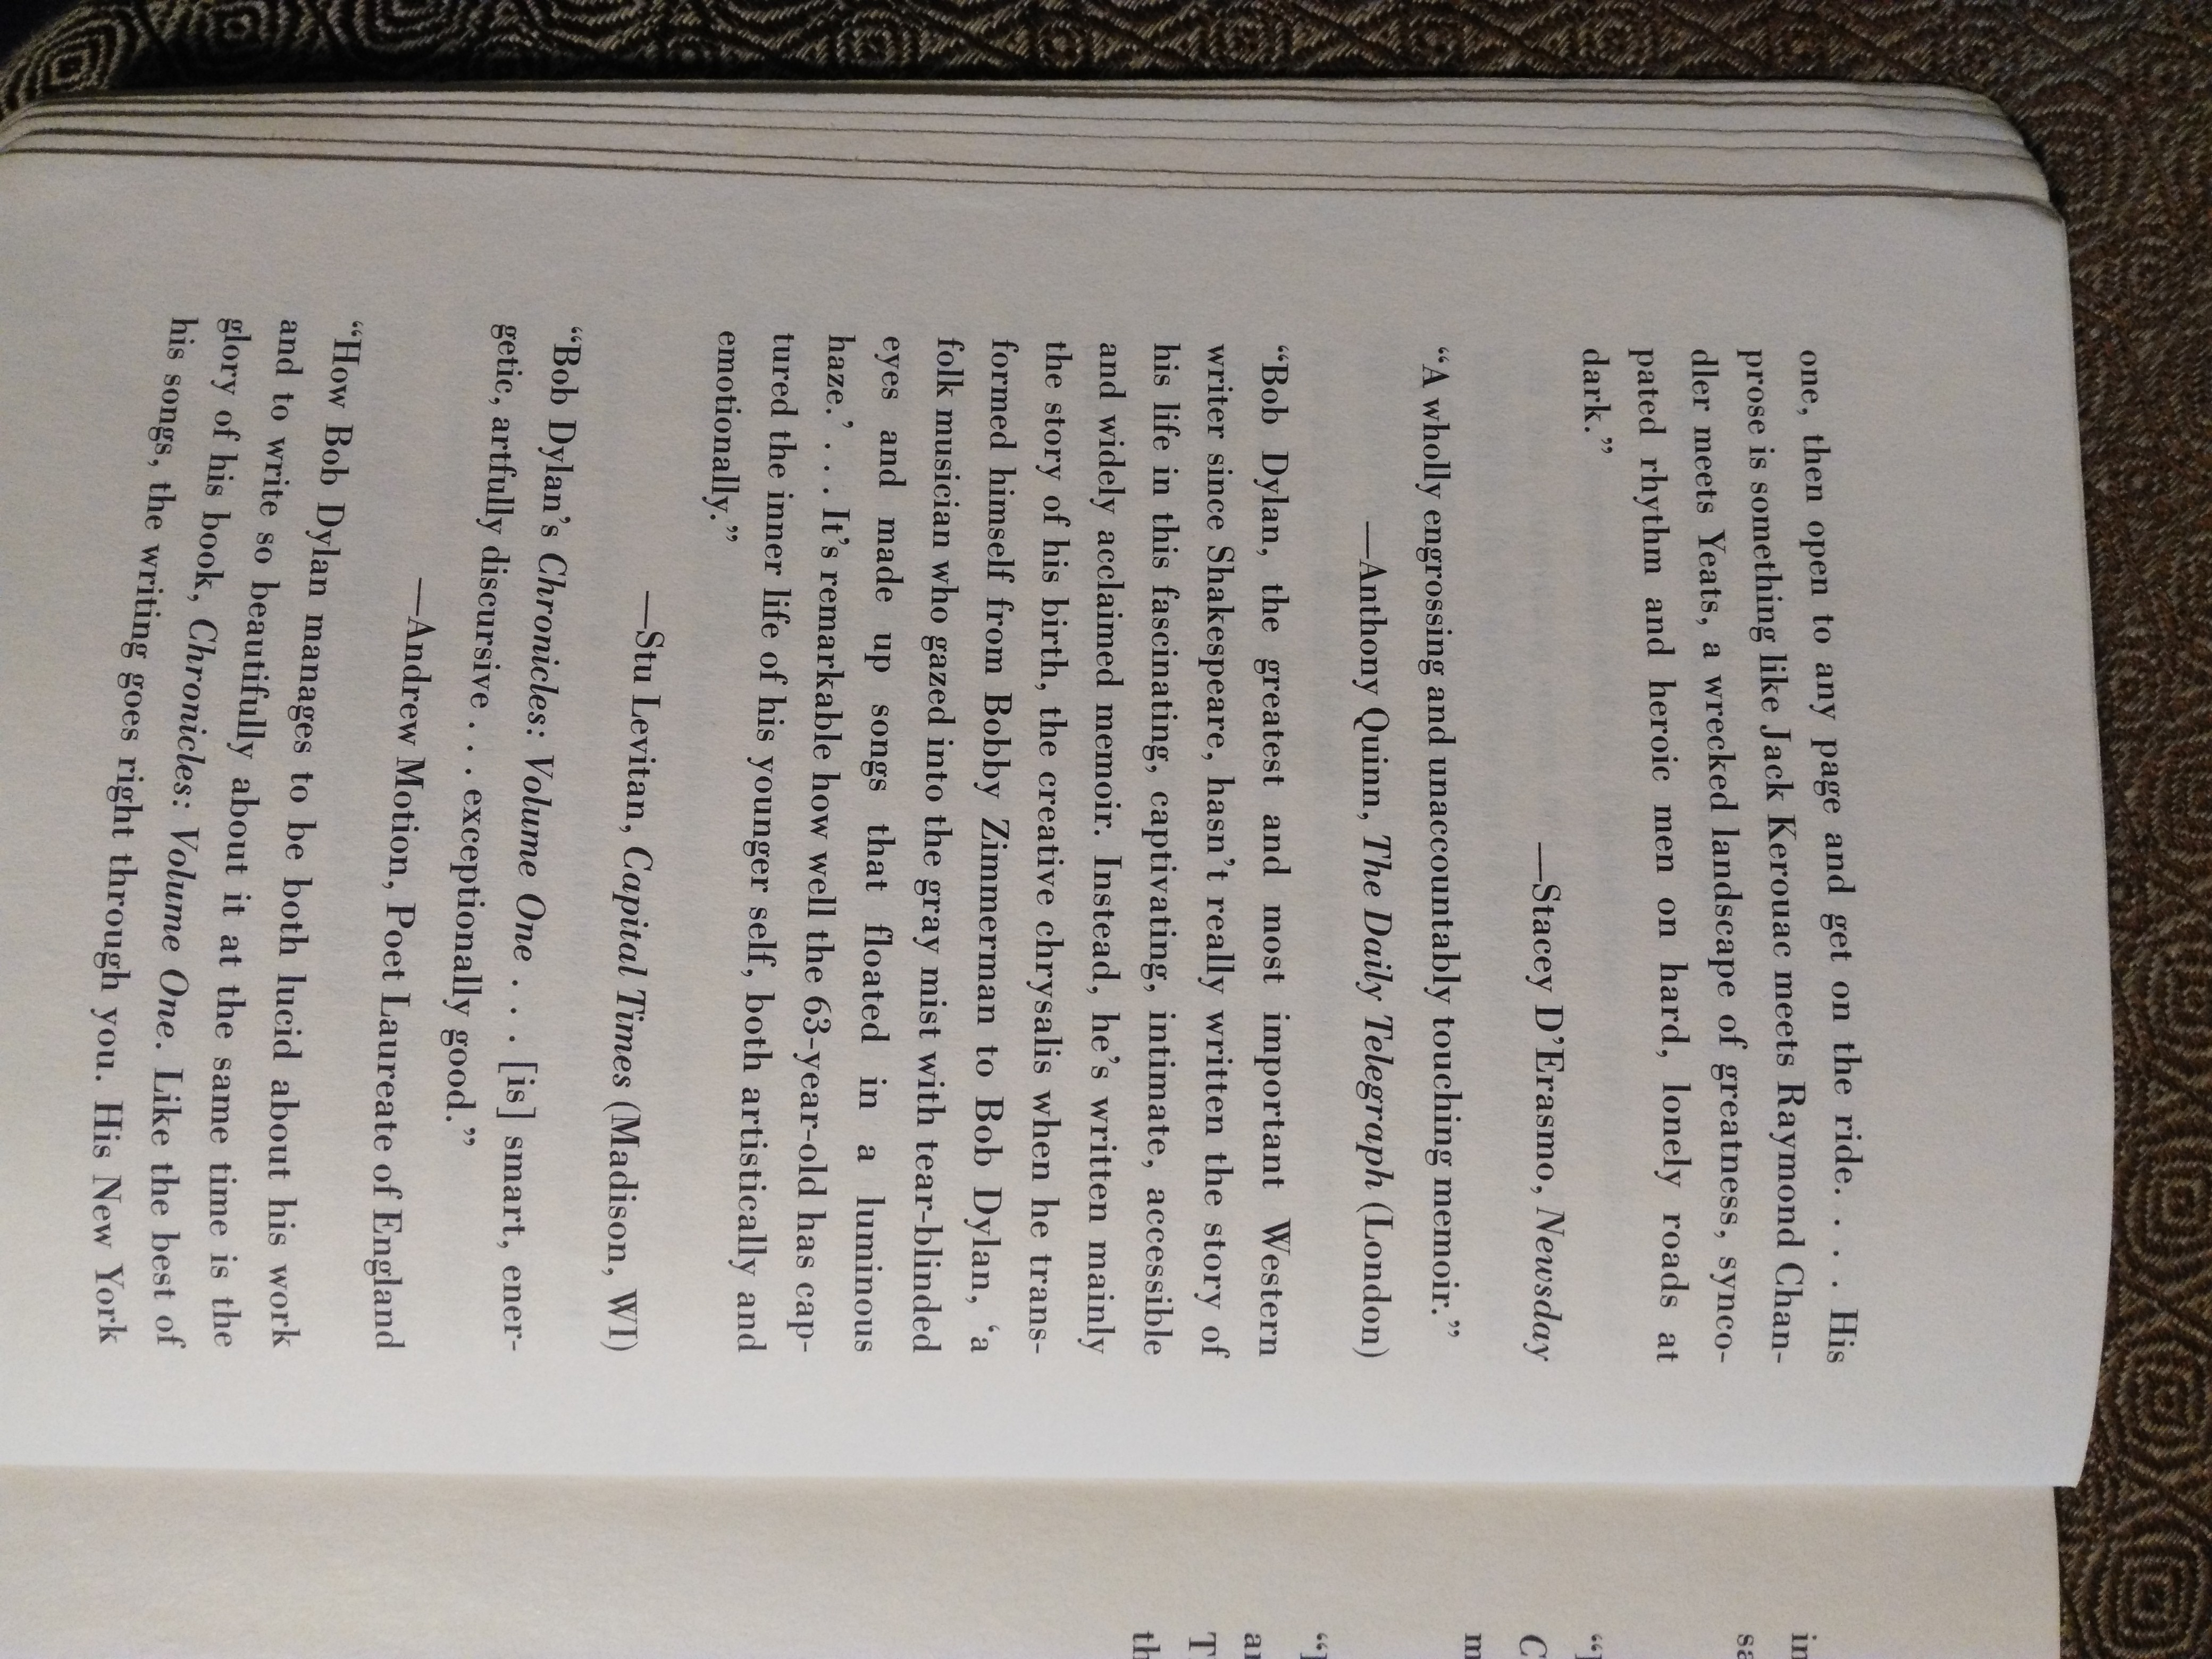 one, then open to any page and get on the ride. . . . His
prose is something like Jack Kerouac meets Raymond Chan-
dler meets Yeats, a wrecked landscape of greatness, synco-
pated rhythm and heroic men on hard, lonely roads at
dark.”
—Stacey D’Erasmo, Newsday
“A wholly engrossing and unaccountably touching memoir.”
—Anthony Quinn, The Daily Telegraph (London)
“Bob Dylan, the greatest and most important Western
writer since Shakespeare, hasn’t really written the story of
his life in this fascinating, captivating, intimate, accessible
and widely acclaimed memoir. Instead, he’s written mainly
the story of his birth, the creative chrysalis when he trans-
formed himself from Bobby Zimmerman to Bob Dylan, ‘a
folk musician who gazed into the gray mist with tear-blinded
eyes and made up songs that floated in a luminous
haze.’ . . . It’s remarkable how well the 63-year-old has cap-
tured the inner life of his younger self, both artistically and
emotionally.”
—Stu Levitan, Capital Times (Madison, WI)
“Bob Dylan’s Chronicles: Volume One . . . [is] smart, ener-
getic, artfully discursive . . . exceptionally good.”
—Andrew Motion, Poet Laureate of England
“How Bob Dylan manages to be both lucid about his work
and to write so beautifully about it at the same time is the
glory of his book, Chronicles: Volume One. Like the best of
his songs, the writing goes right through you. His New York